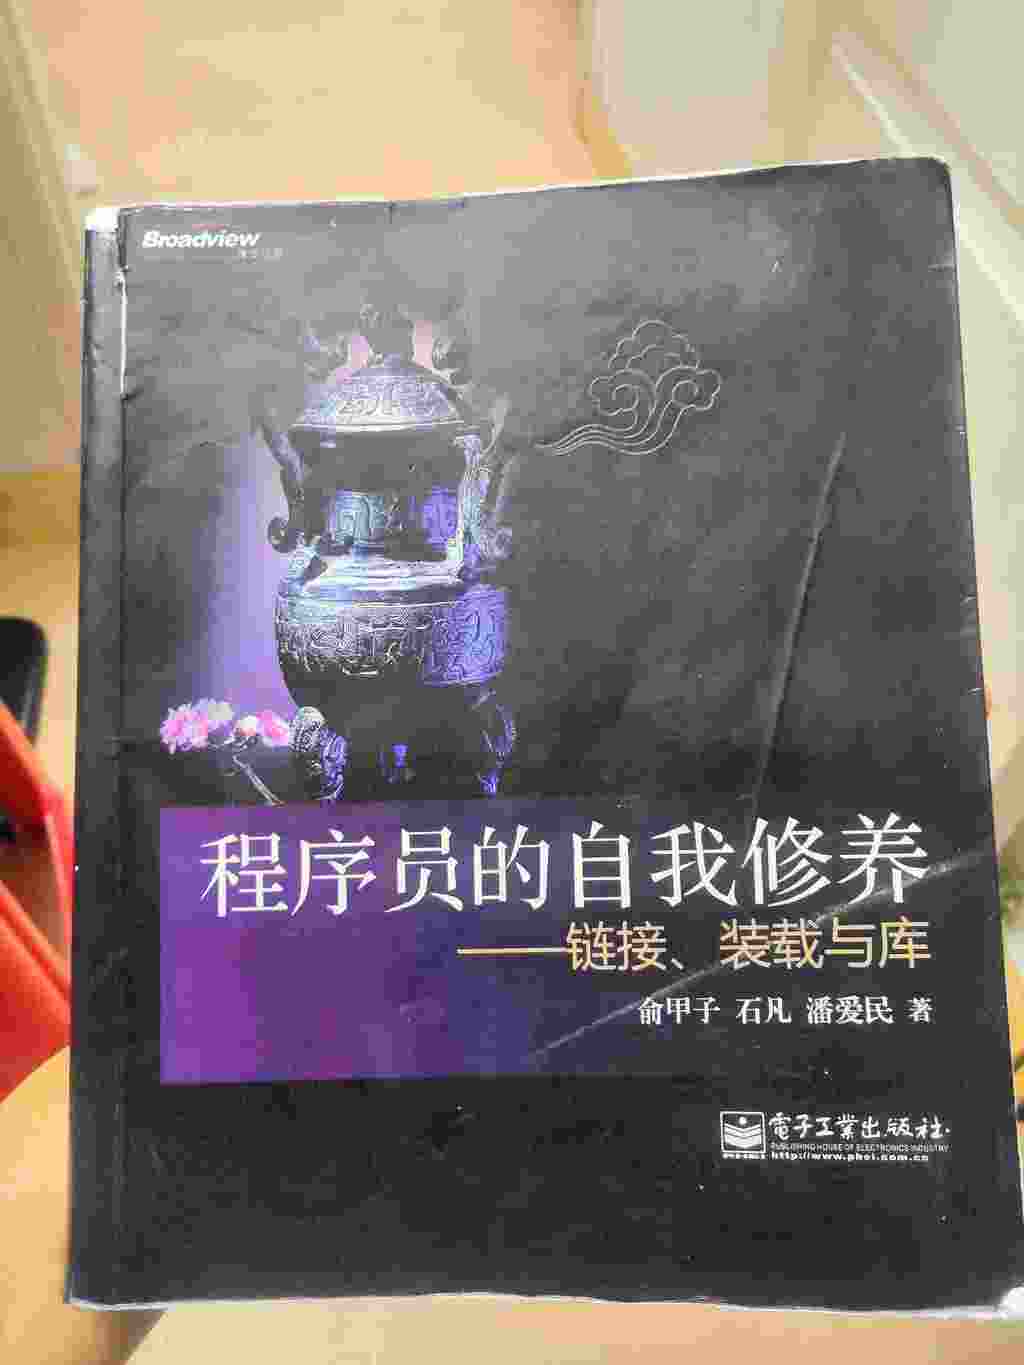 Broadview
程序员的自我修养
——链接、装载与库
俞甲子 石凡 潘爱民 著
電子工業出版社.
PUBLISHING HOUSE OF ELECTRONICS INDUSTRY
http://www.phei.com.cn